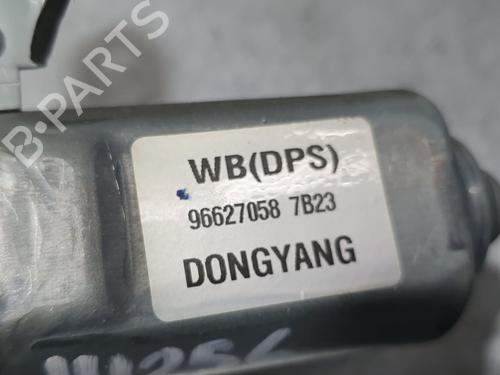 B-PARTS
WB(DPS)
96627058 7B23
DONGYANG